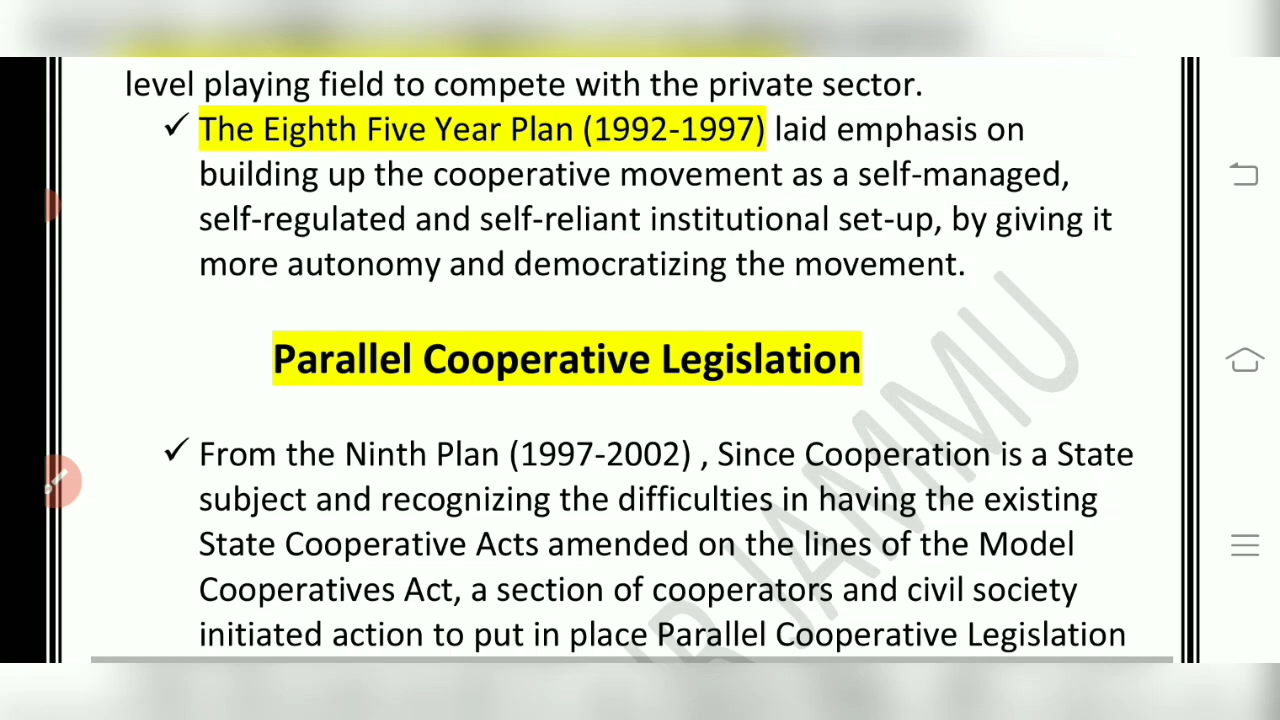 level playing field to compete with the private sector.
✓ The Eighth Five Year Plan (1992-1997) laid emphasis on
building up the cooperative movement as a self-managed,
self-regulated and self-reliant institutional set-up, by giving it
more autonomy and democratizing the movement.
Parallel Cooperative Legislation
✓ From the Ninth Plan (1997-2002) , Since Cooperation is a State
subject and recognizing the difficulties in having the existing
State Cooperative Acts amended on the lines of the Model
Cooperatives Act, a section of cooperators and civil society
initiated action to put in place Parallel Cooperative Legislation
JAMMU